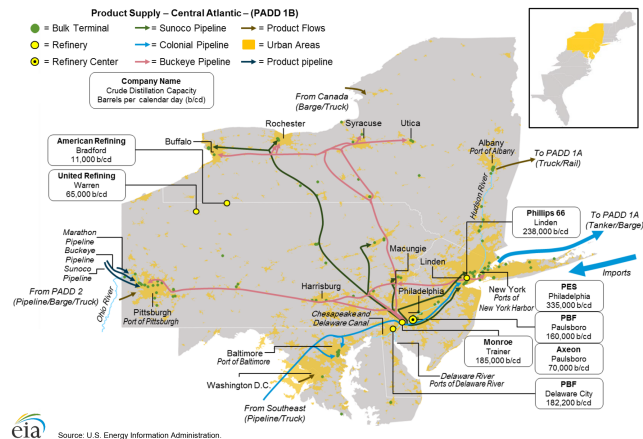 Product Supply – Central Atlantic – (PADD 1B)
= Bulk Terminal
= Sunoco Pipeline
= Product Flows
= Refinery
= Colonial Pipeline
= Urban Areas
= Refinery Center
= Buckeye Pipeline
= Product pipeline
Company Name
Crude Distillation Capacity
Barrels per calendar day (b/cd)
From Canada
(Barge/Truck)
Rochester
Syracuse
Utica
American Refining
Bradford
11,000 b/cd
Buffalo
Albany
Port of Albany
To PADD 1A
(Truck/Rail)
United Refining
Warren
65,000 b/cd
Hudson River
Phillips 66
Linden
238,000 b/cd
To PADD 1A
(Tanker/Barge)
Marathon
Pipeline
Buckeye
Pipeline
Sunoco
Pipeline
Macungie
Linden
Imports
From PADD 2
(Pipeline/Barge/Truck)
Ohio River
Pittsburgh
Port of Pittsburgh
Harrisburg
Philadelphia
New York
Ports of
New York Harbor
PES
Philadelphia
335,000 b/cd
Chesapeake and
Delaware Canal
PBF
Paulsboro
160,000 b/cd
Baltimore
Port of Baltimore
Monroe
Trainer
185,000 b/cd
Axeon
Paulsboro
70,000 b/cd
Washington D.C.
Delaware River
Ports of Delaware River
PBF
Delaware City
182,200 b/cd
From Southeast
(Pipeline/Truck)
eia
Source: U.S. Energy Information Administration.